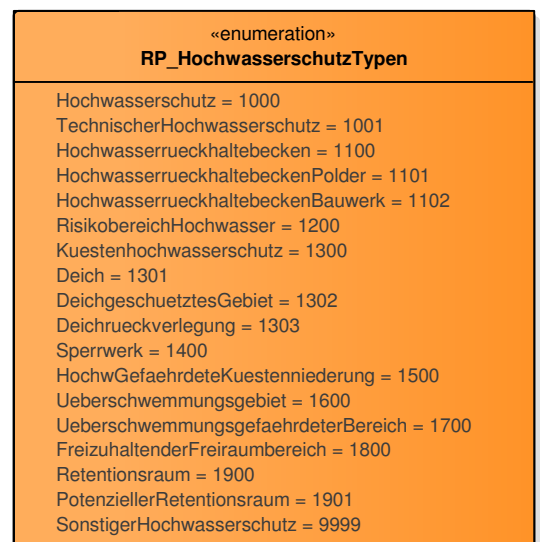 «enumeration»
RP_HochwasserschutzTypen
Hochwasserschutz = 1000
TechnischerHochwasserschutz = 1001
Hochwasserrueckhaltebecken = 1100
HochwasserrueckhaltebeckenPolder = 1101
HochwasserrueckhaltebeckenBauwerk = 1102
RisikobereichHochwasser = 1200
Kuestenhochwasserschutz = 1300
Deich = 1301
DeichgeschuetztesGebiet = 1302
Deichrueckverlegung = 1303
Sperrwerk = 1400
HochwGefaehrdeteKuestenniederung = 1500
Ueberschwemmungsgebiet = 1600
UeberschwemmungsgefaehrdeterBereich = 1700
FreizuhaltenderFreiraumbereich = 1800
Retentionsraum = 1900
PotenziellerRetentionsraum = 1901
SonstigerHochwasserschutz = 9999